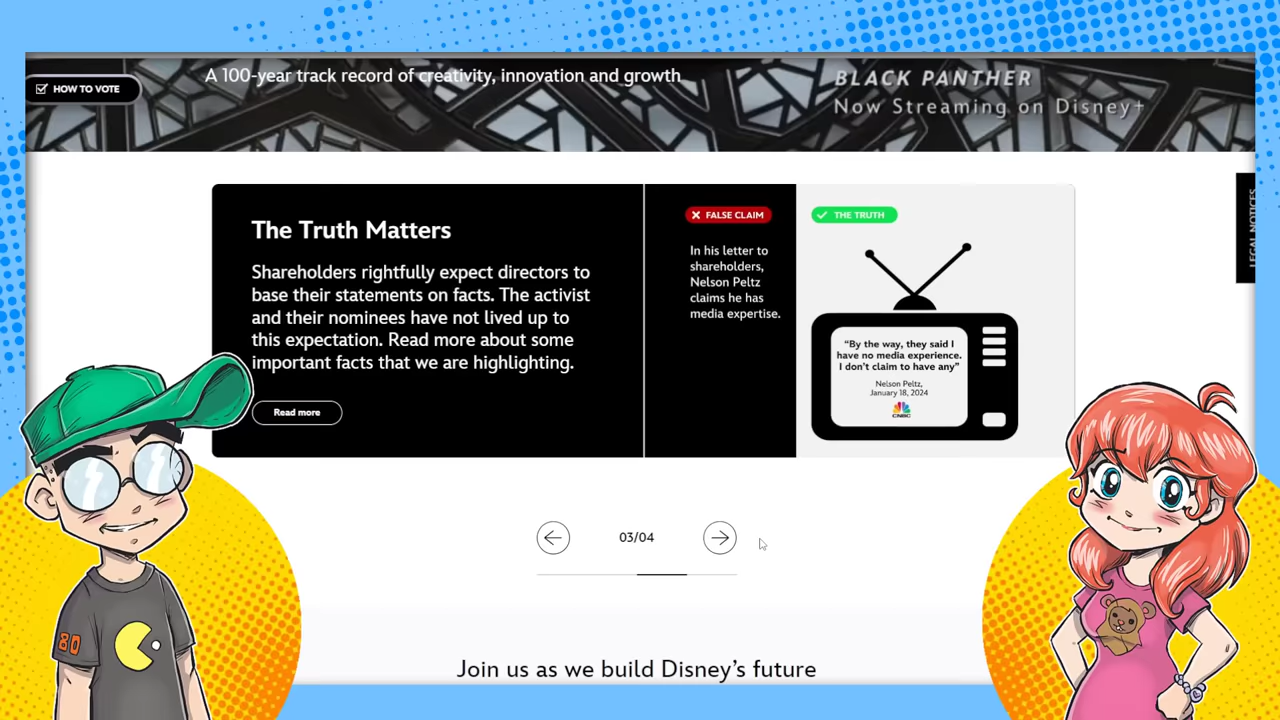 A 100-year track record of creativity, innovation and growth
BLACK PANTHER
Now Streaming on Disney+
HOW TO VOTE
LEGAL NOTICES
The Truth Matters
Shareholders rightfully expect directors to
base their statements on facts. The activist
and their nominees have not lived up to
this expectation. Read more about some
important facts that we are highlighting.
Read more
FALSE CLAIM
In his letter to
shareholders,
Nelson Peltz
claims he has
media expertise.
THE TRUTH
“By the way, they said I
have no media experience.
I don’t claim to have any”
Nelson Peltz,
January 18, 2024
CNBC
03/04
Join us as we build Disney’s future
80